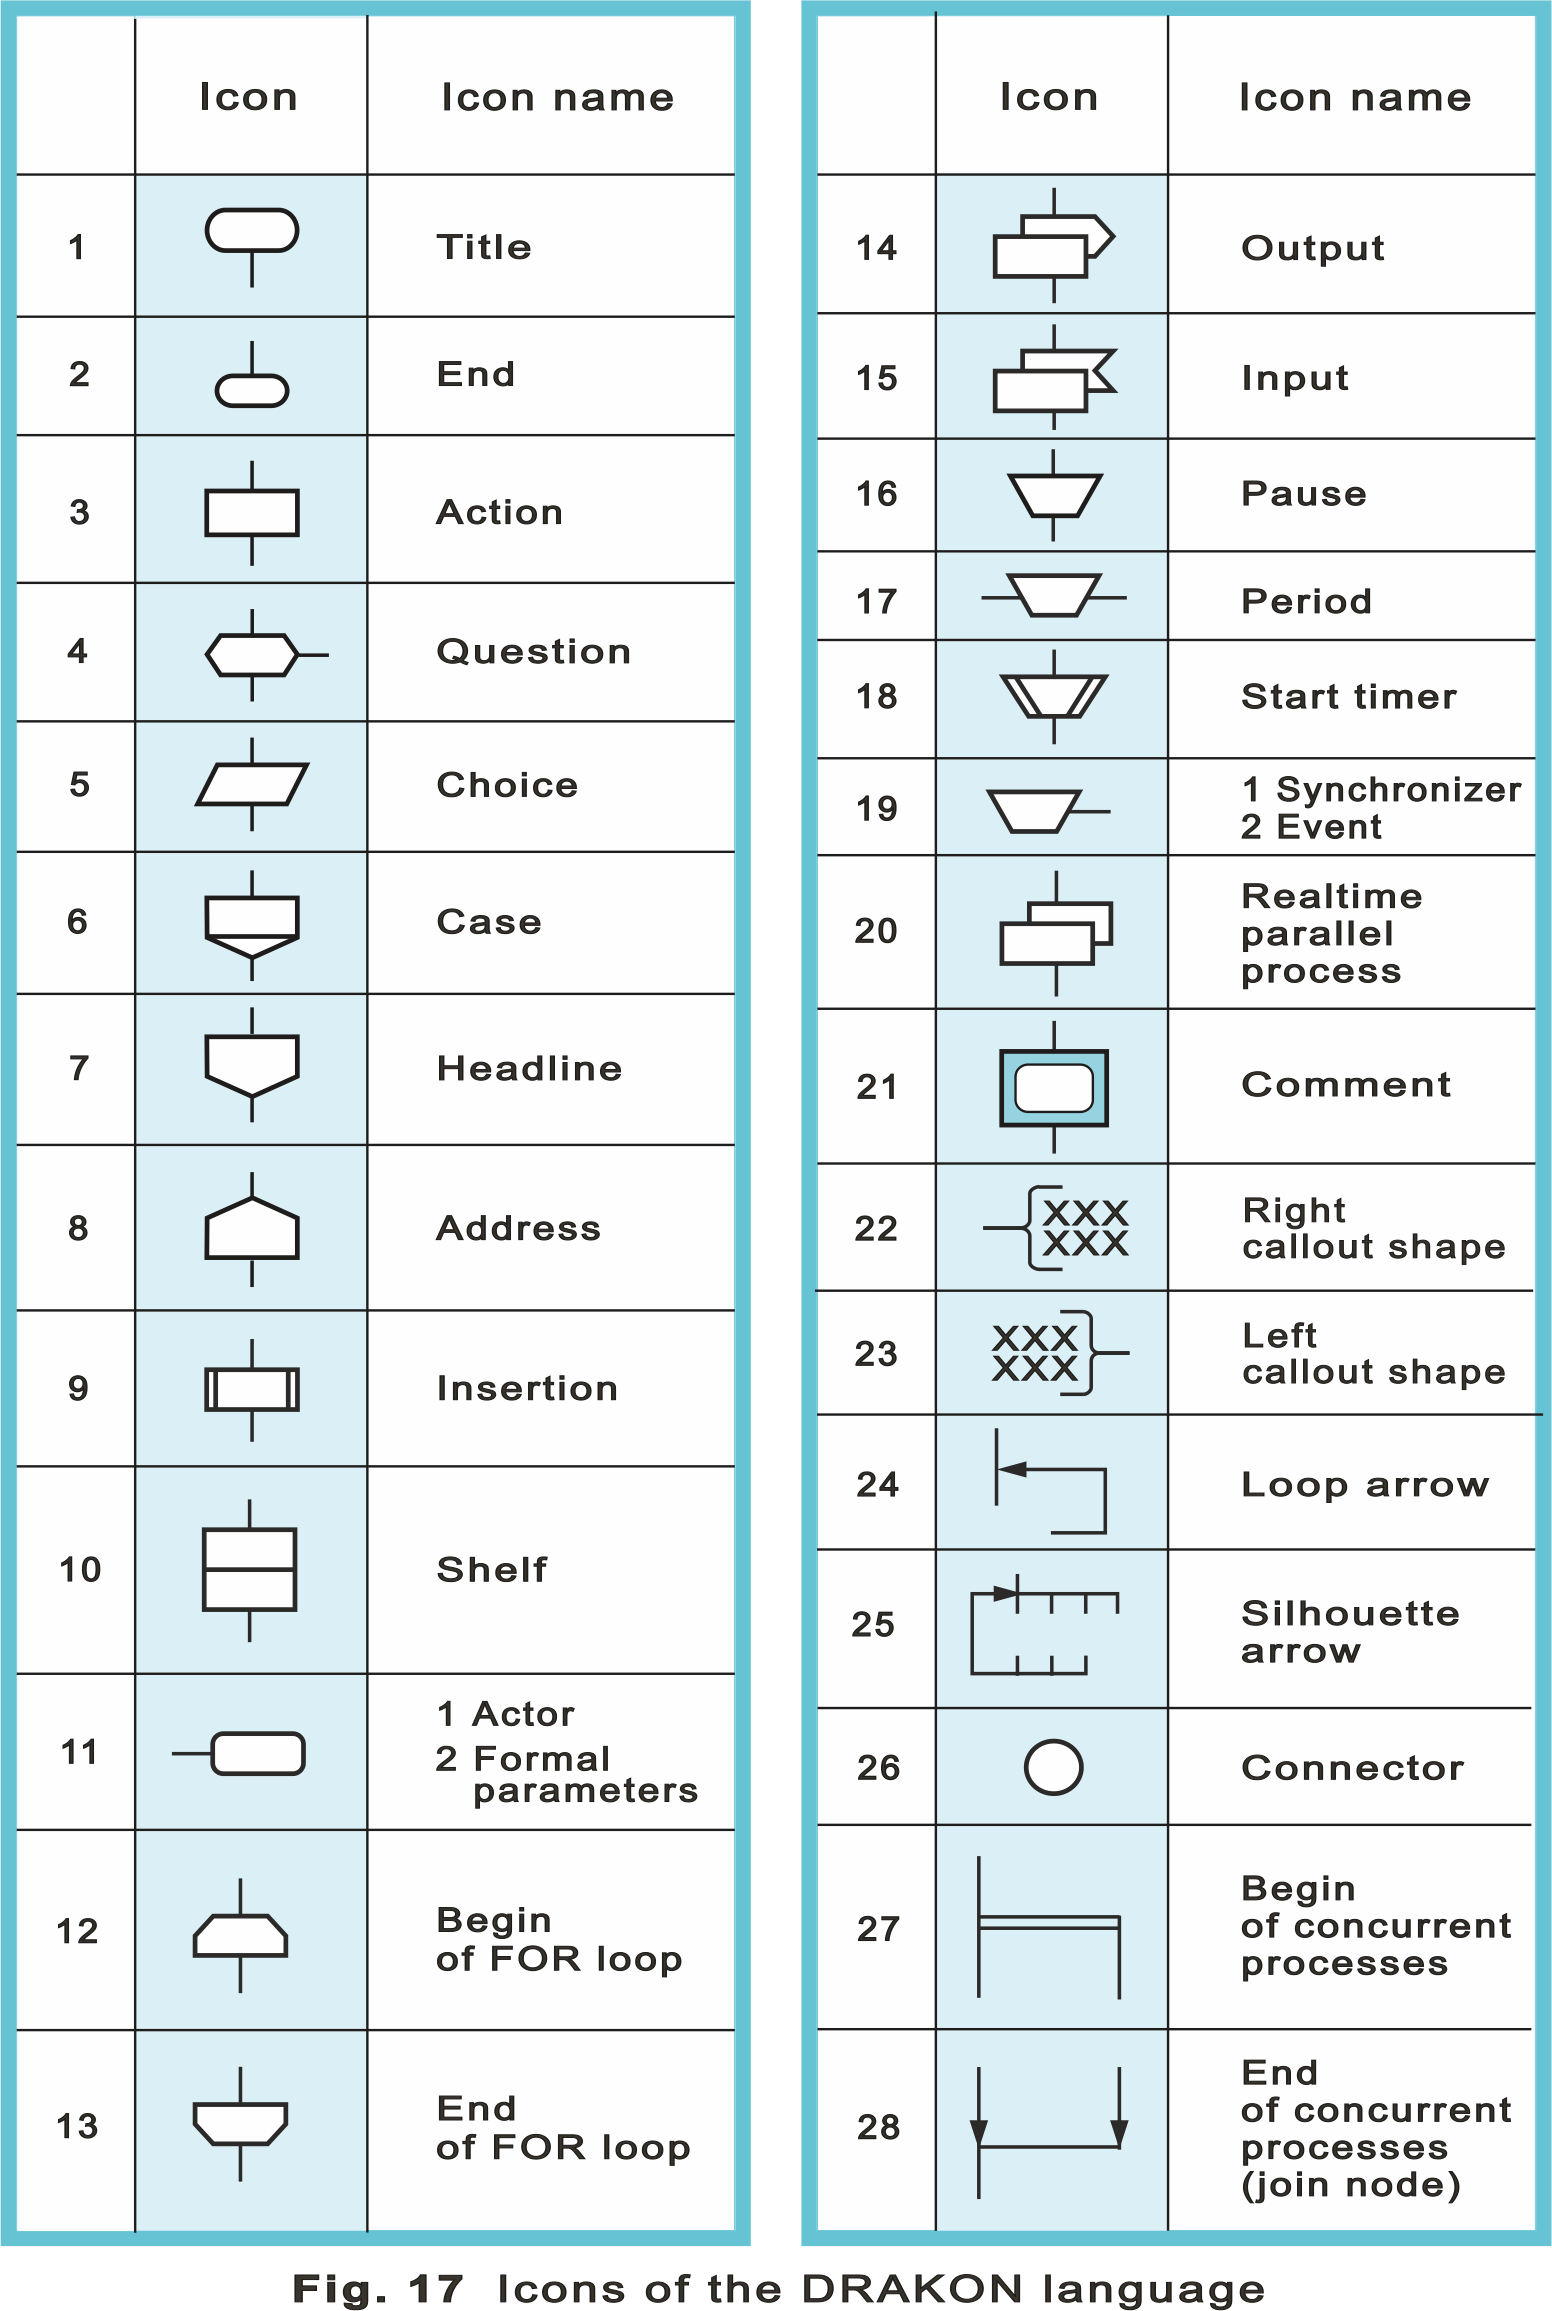 Icon Icon name
1 Title
2 End
3 Action
4 Question
5 Choice
6 Case
7 Headline
8 Address
9 Insertion
10 Shelf
11 1 Actor
2 Formal
parameters
12 Begin
of FOR loop
13 End
of FOR loop
Icon Icon name
14 Output
15 Input
16 Pause
17 Period
18 Start timer
19 1 Synchronizer
2 Event
20 Realtime
parallel
process
21 Comment
22 XXX Right
XXX callout shape
23 XXX Left
XXX callout shape
24 Loop arrow
25 Silhouette
arrow
26 Connector
27 Begin
of concurrent
processes
28 End
of concurrent
processes
(join node)
Fig. 17 Icons of the DRAKON language